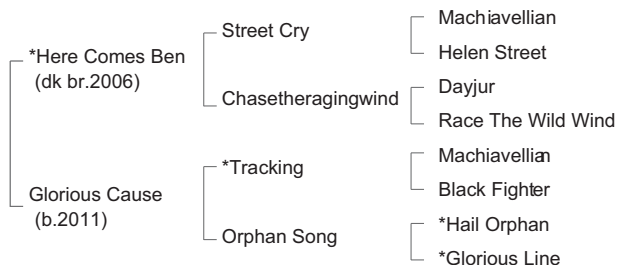 Machiavellian
Street Cry
*Here Comes Ben
(dk br.2006)
Helen Street
Chasetheragingwind
Dayjur
Race The Wild Wind
*Tracking
Machiavellian
Black Fighter
Glorious Cause
(b.2011)
Orphan Song
*Hail Orphan
*Glorious Line